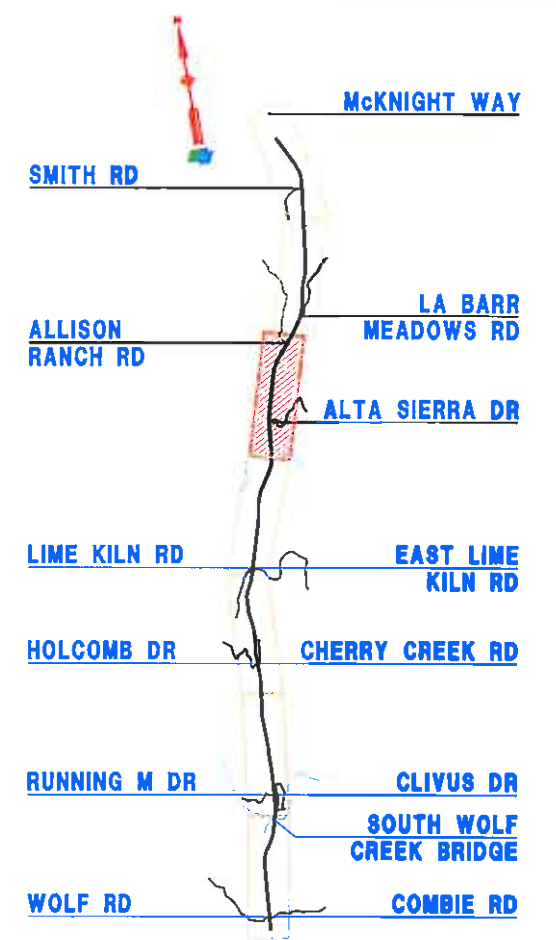 McKNIGHT WAY
SMITH RD
LA BARR
MEADOWS RD
ALLISON
RANCH RD
ALTA SIERRA DR
LIME KILN RD
EAST LIME
KILN RD
HOLCOMB DR
CHERRY CREEK RD
RUNNING M DR
CLIVUS DR
SOUTH WOLF
CREEK BRIDGE
WOLF RD
COMBIE RD